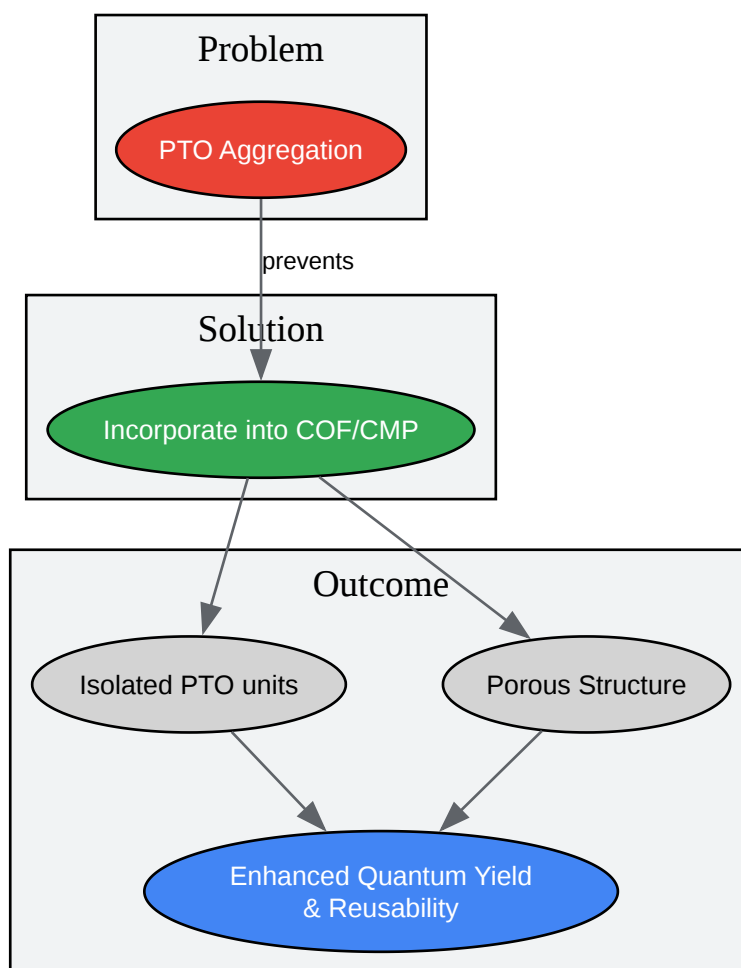 Problem
PTO Aggregation
prevents
Solution
Incorporate into COF/CMP
Outcome
Isolated PTO units
Porous Structure
Enhanced Quantum Yield
& Reusability